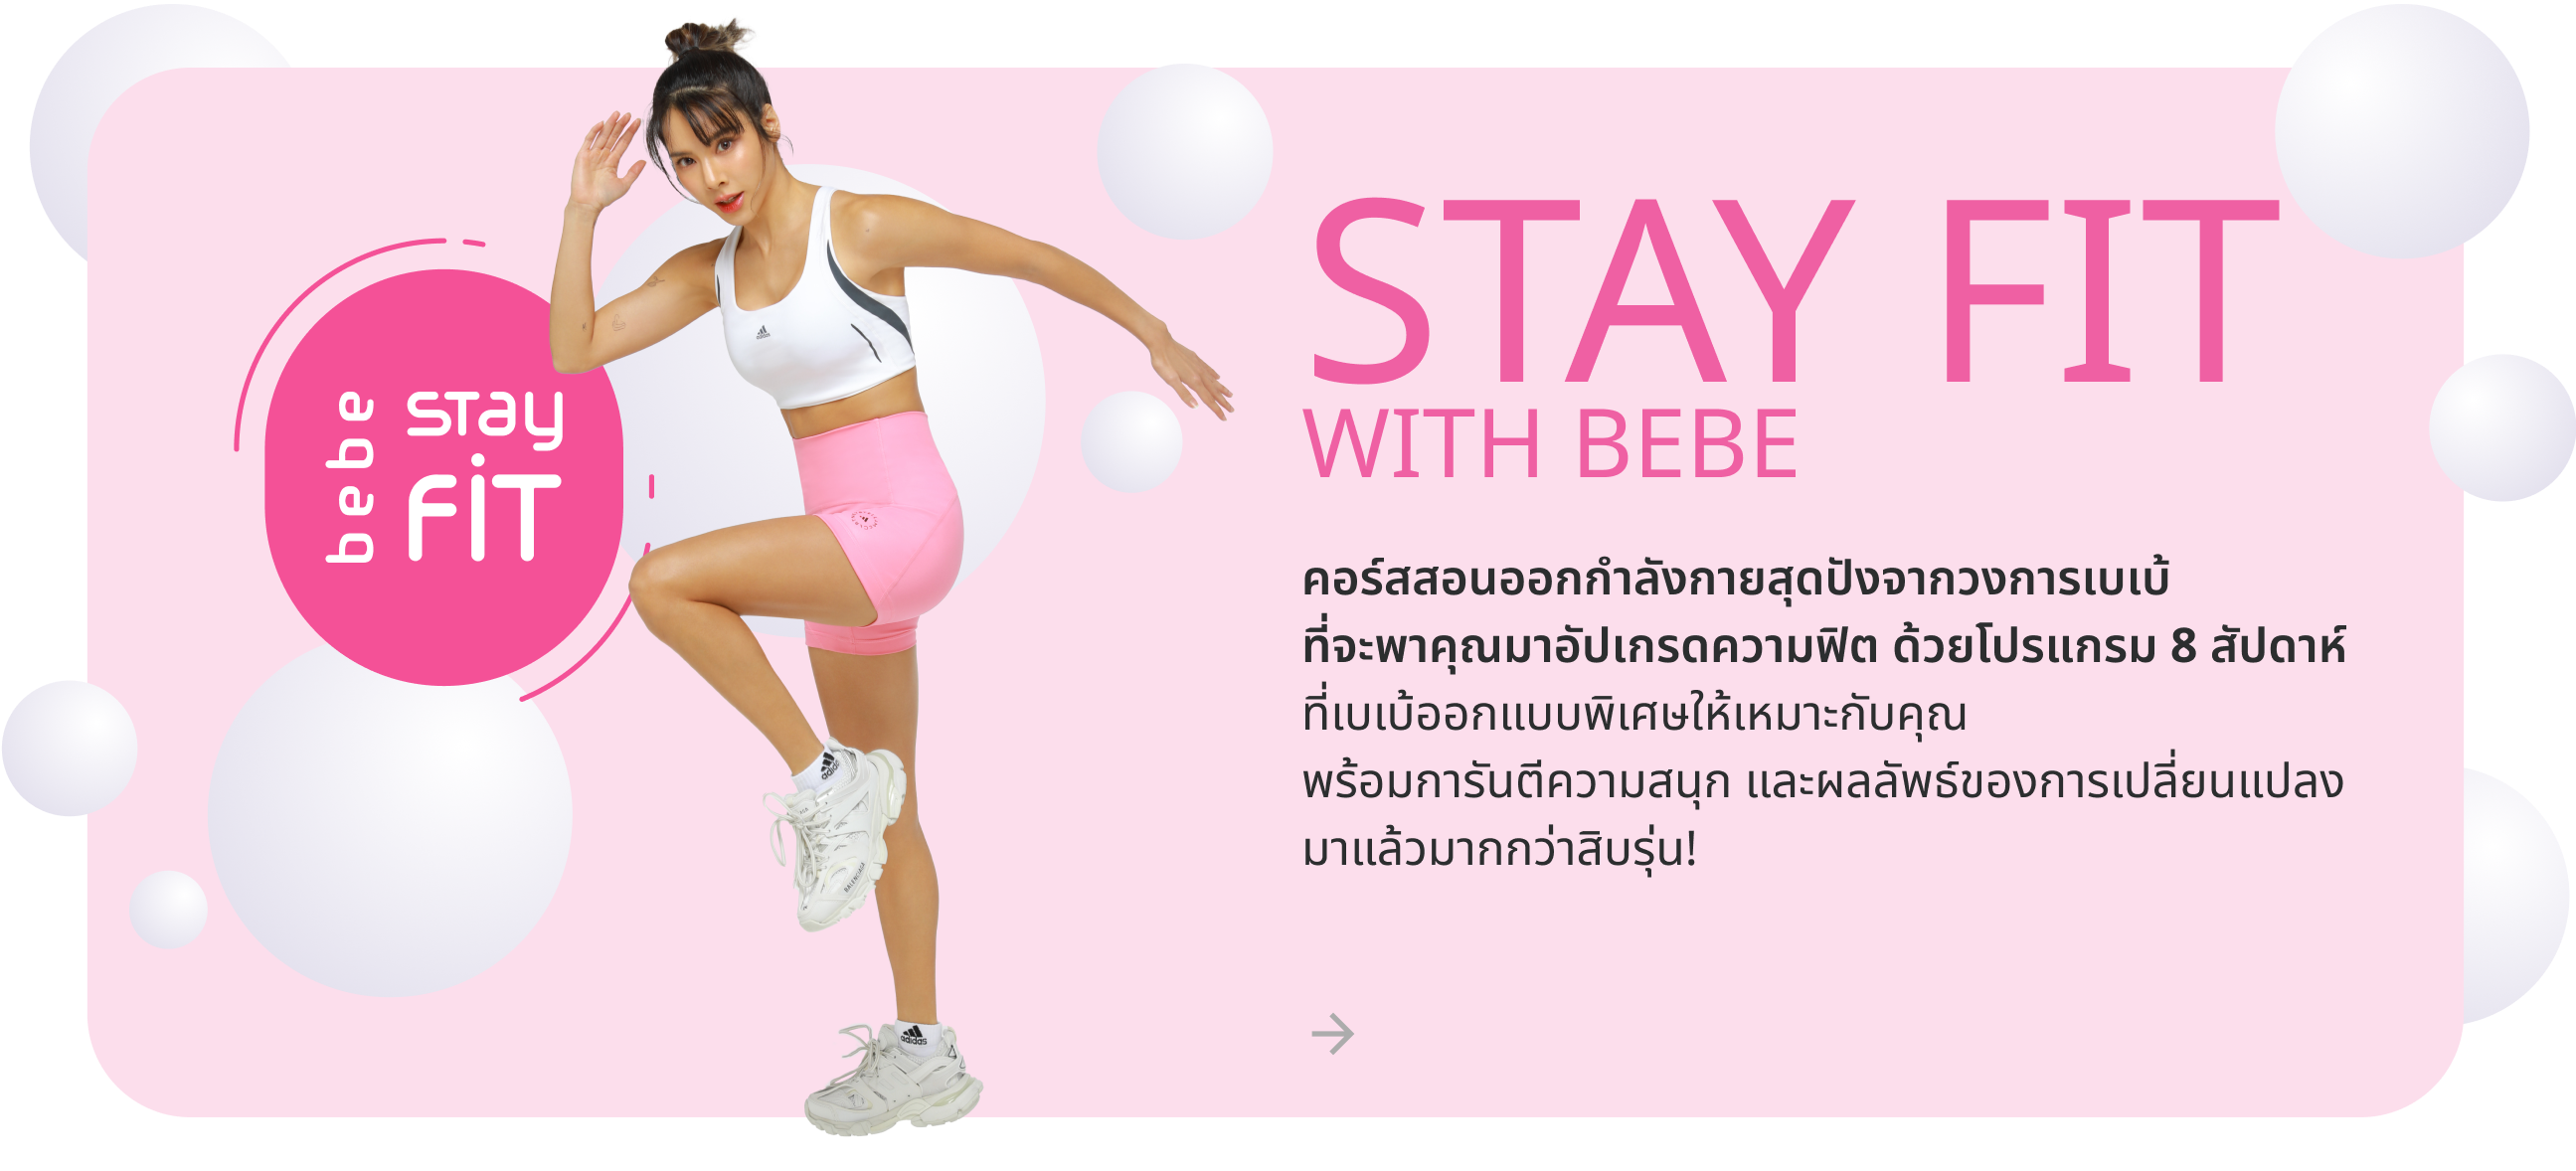 bebe
stay
FiT
STAY FIT
WITH BEBE
คอร์สสอนออกกำลังกายสุดปังจากวงการเบเบ้
ที่จะพาคุณมาอัปเกรดความฟิต ด้วยโปรแกรม 8 สัปดาห์
ที่เบเบ้ออกแบบพิเศษให้เหมาะกับคุณ
พร้อมการันตีความสนุก และผลลัพธ์ของการเปลี่ยนแปลง
มาแล้วมากกว่าสิบรุ่น!
adidas
BALENCIAGA
adidas